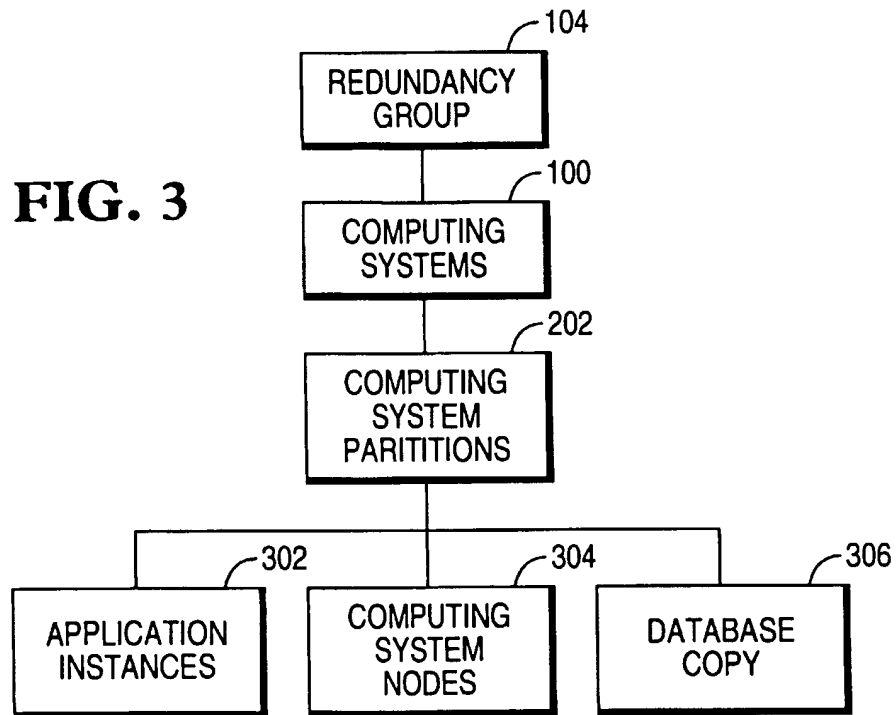 104
REDUNDANCY
GROUP
FIG. 3
100
COMPUTING
SYSTEMS
202
COMPUTING
SYSTEM
PARITITIONS
302
APPLICATION
INSTANCES
304
COMPUTING
SYSTEM
NODES
306
DATABASE
COPY